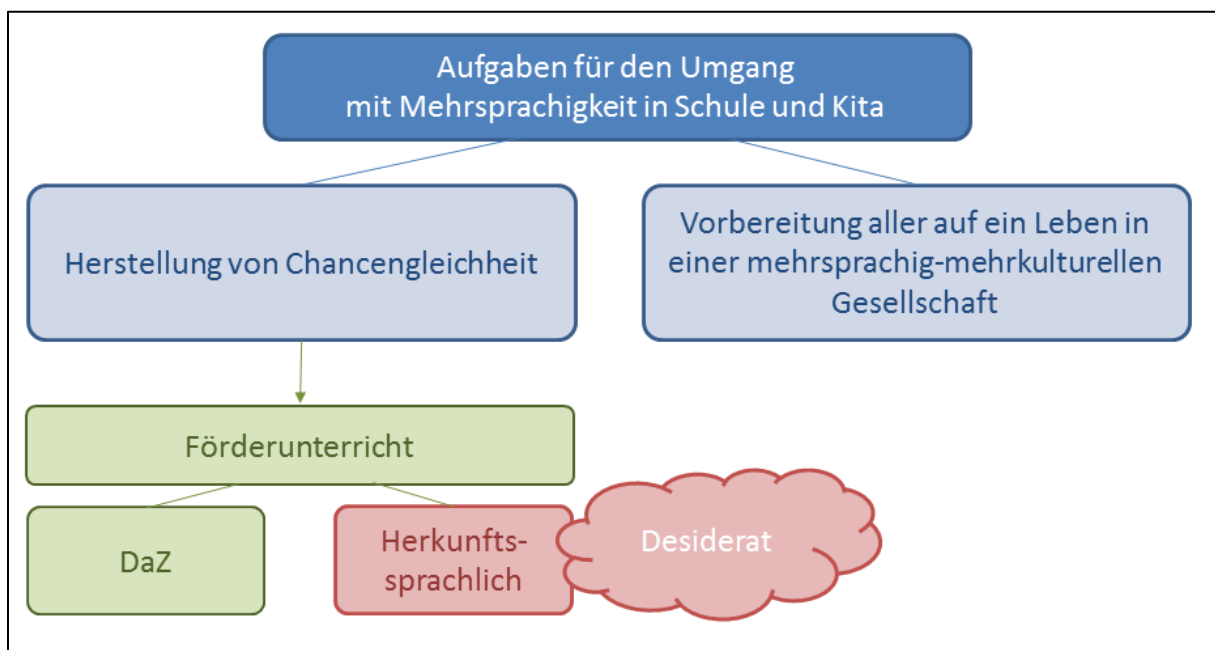 Aufgaben für den Umgang
mit Mehrsprachigkeit in Schule und Kita
Herstellung von Chancengleichheit
Vorbereitung aller auf ein Leben in
einer mehrsprachig-mehrkulturellen
Gesellschaft
Förderunterricht
DaZ
Herkunfts-
sprachlich
Desiderat